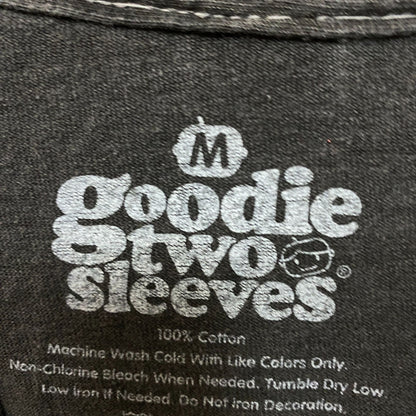 M
goodie
two
sleeves®
100% Cotton
Machine Wash Cold With Like Colors Only.
Non-Chlorine Bleach When Needed. Tumble Dry Low
Low Iron If Needed. Do Not Iron Decoration